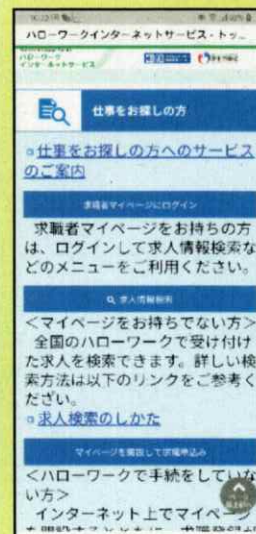 ハローワークインターネットサービス - トッ...
ハローワーク
インターネットサービス
仕事をお探しの方
仕事をお探しの方へのサービス
のご案内
求職者マイページにログイン
求職者マイページをお持ちの方
は、ログインして求人情報検索な
どのメニューをご利用ください。
求人情報検索
<マイページをお持ちでない方>
全国のハローワークで受け付け
た求人を検索できます。詳しい検
索方法は以下のリンクをご参考く
ださい。
求人検索のしかた
マイページを開設して求職申込み
<ハローワークで手続をしていな
い方>
インターネット上でマイページ